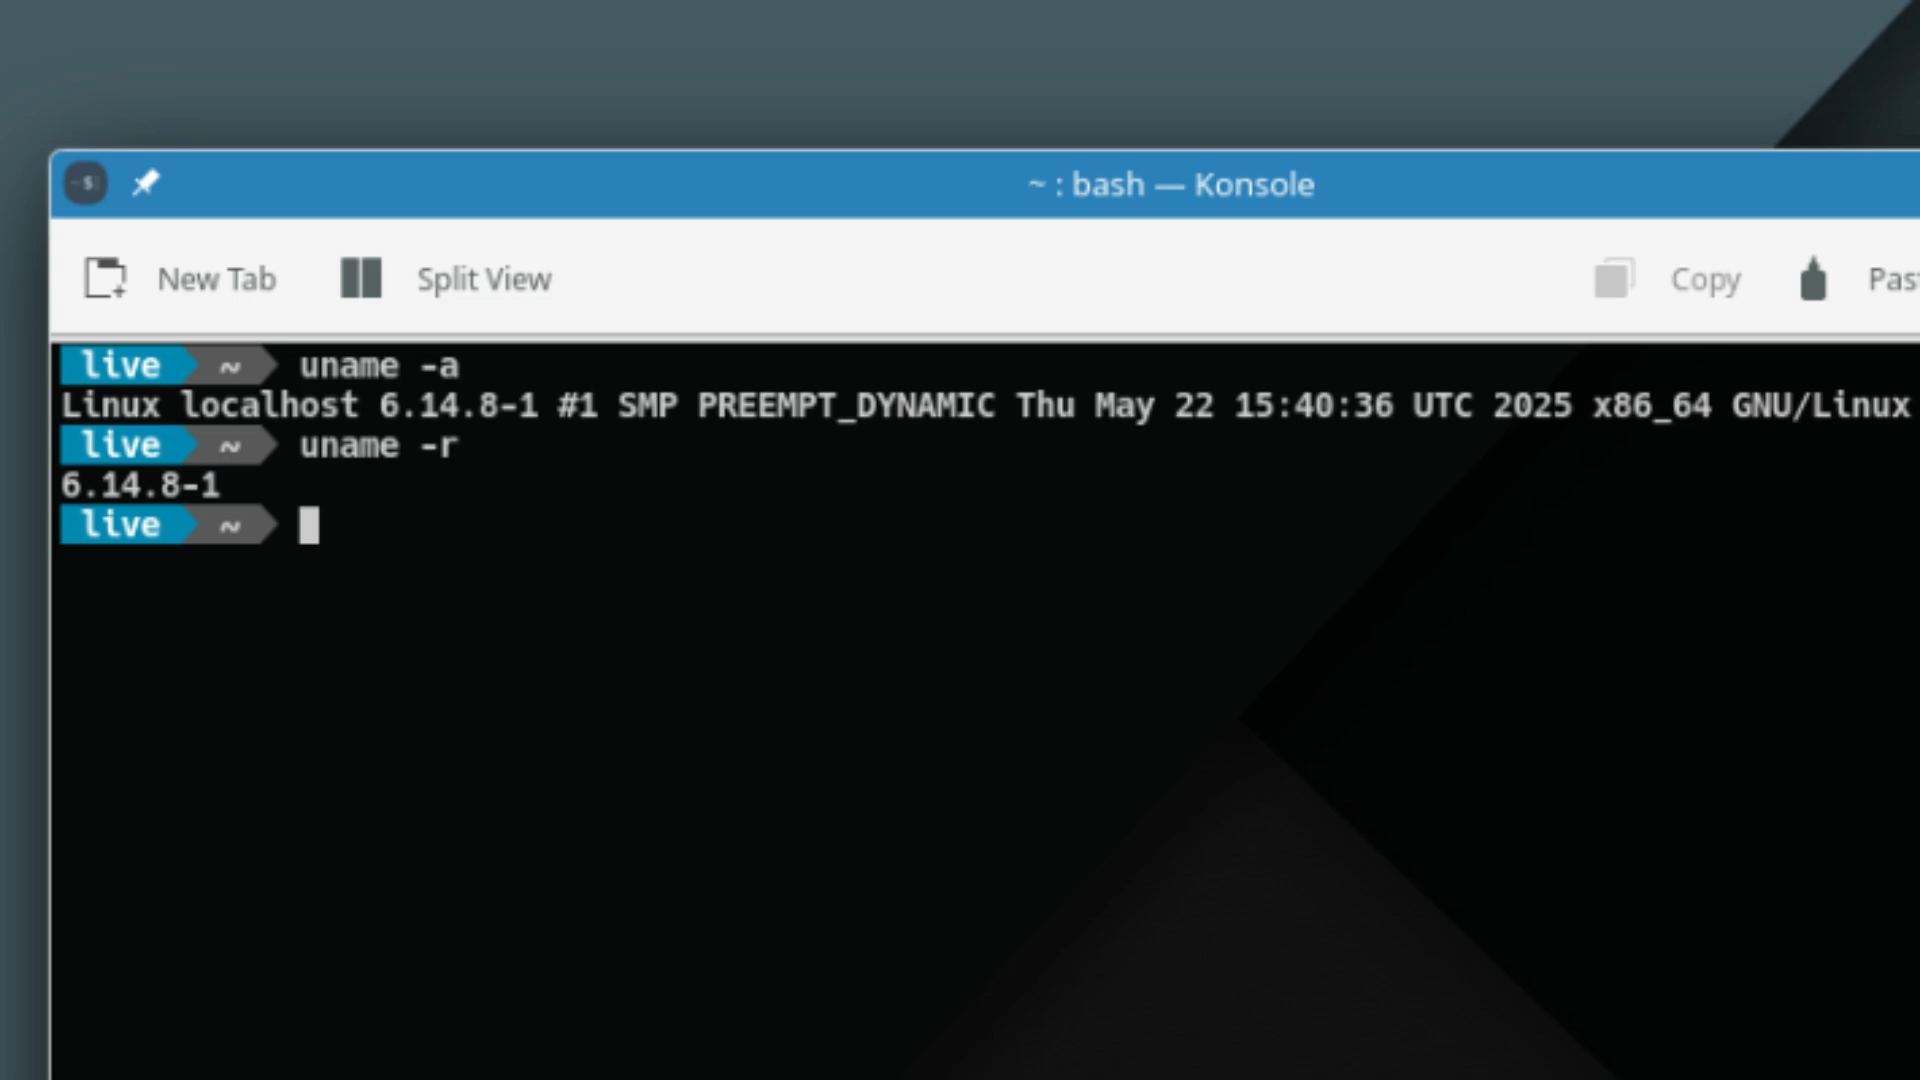 ~ : bash — Konsole
New Tab Split View Copy
live ~ uname -a
Linux localhost 6.14.8-1 #1 SMP PREEMPT_DYNAMIC Thu May 22 15:40:36 UTC 2025 x86_64 GNU/Linux
live ~ uname -r
6.14.8-1
live ~